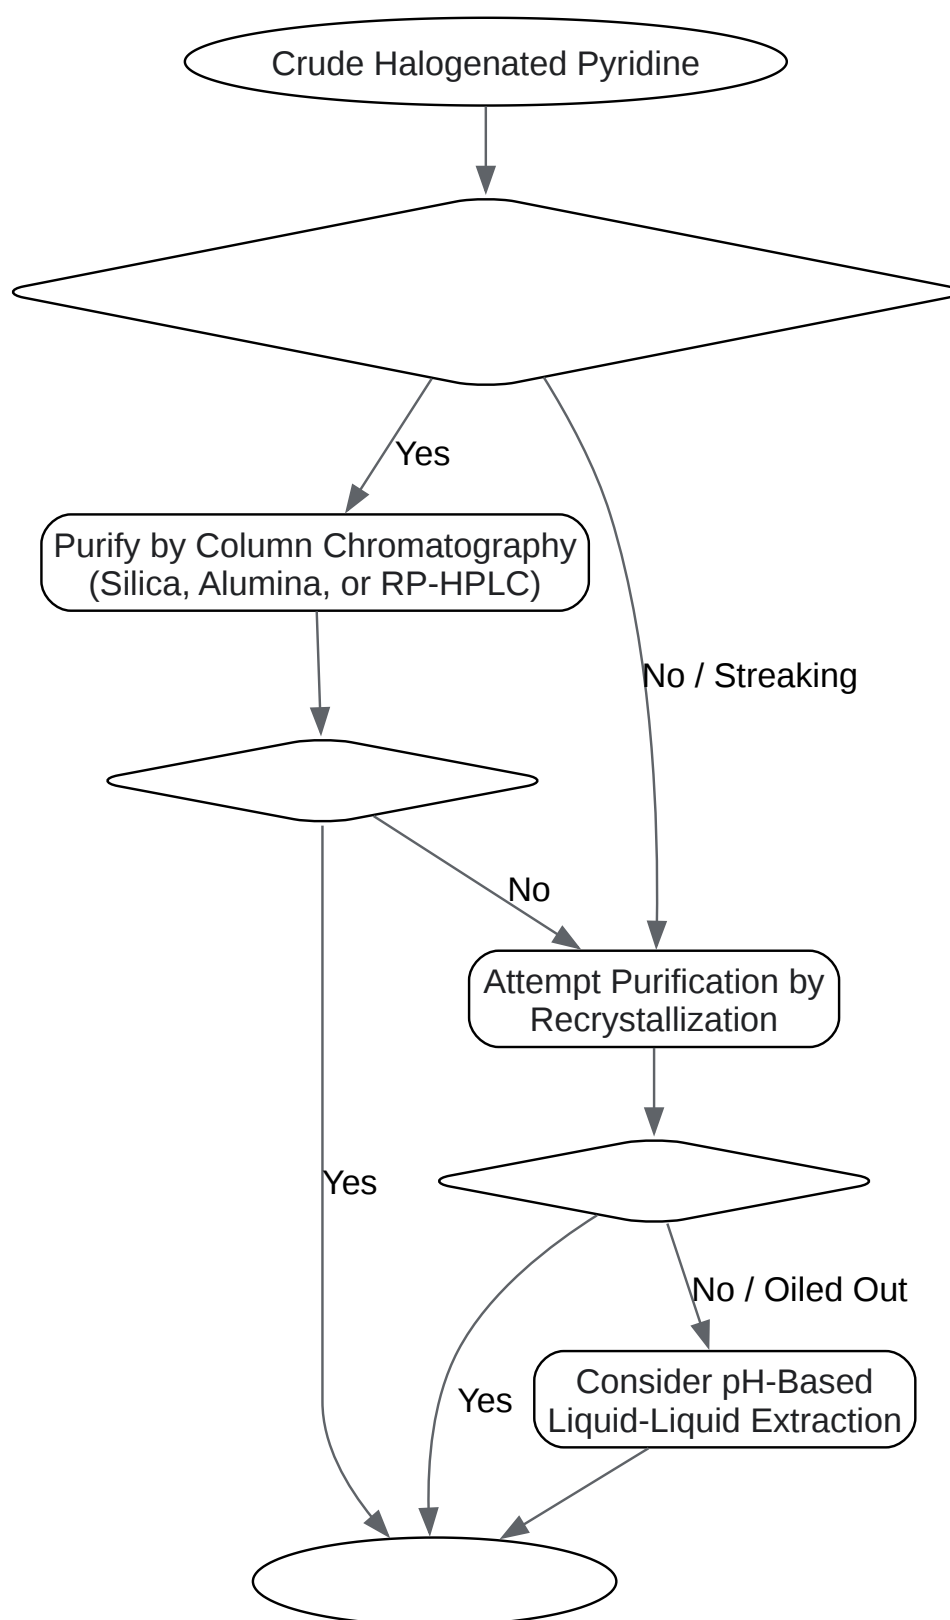 Crude Halogenated Pyridine
Yes
Purify by Column Chromatography
(Silica, Alumina, or RP-HPLC)
No / Streaking
No
Attempt Purification by
Recrystallization
Yes
No / Oiled Out
Consider pH-Based
Liquid-Liquid Extraction
Yes